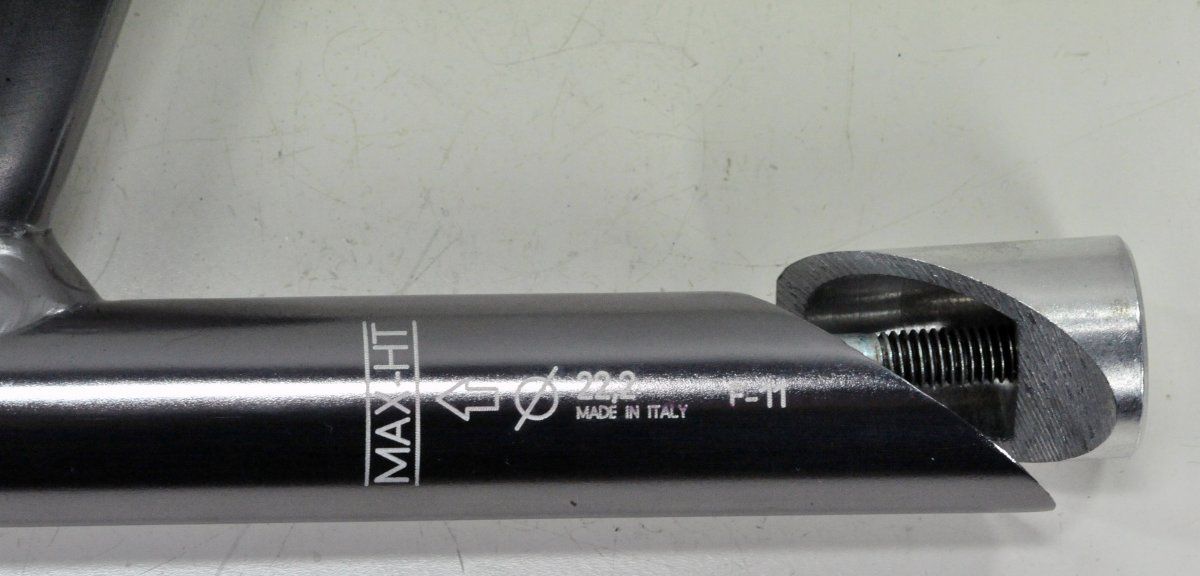 MAX-HT
Ø 22,2
MADE IN ITALY
F-11